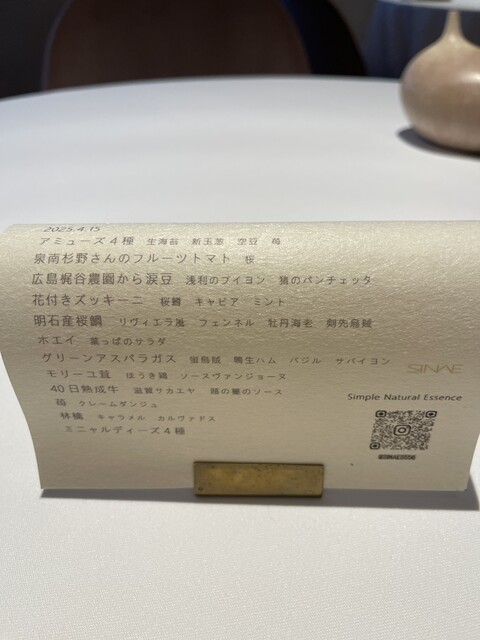 2025.4.15
アミューズ4種 生海苔 新玉葱 空豆 苺
泉南杉野さんのフルーツトマト 桜
広島梶谷農園から涙豆 浅利のブイヨン 猪のパンチェッタ
花付きズッキーニ 桜鱒 キャビア ミント
明石産桜鯛 リヴィエラ風 フェンネル 牡丹海老 剣先烏賊
ホエイ 葉っぱのサラダ
グリーンアスパラガス 蛍烏賊 鴨生ハム バジル サバイヨン
SINAE
モリーユ茸 ほうき鶏 ソースヴァンジョーヌ
40日熟成牛 滋賀サカエヤ 蕗の薹のソース
Simple Natural Essence
苺 クレームダンジュ
林檎 キャラメル カルヴァドス
ミニャルディーズ4種